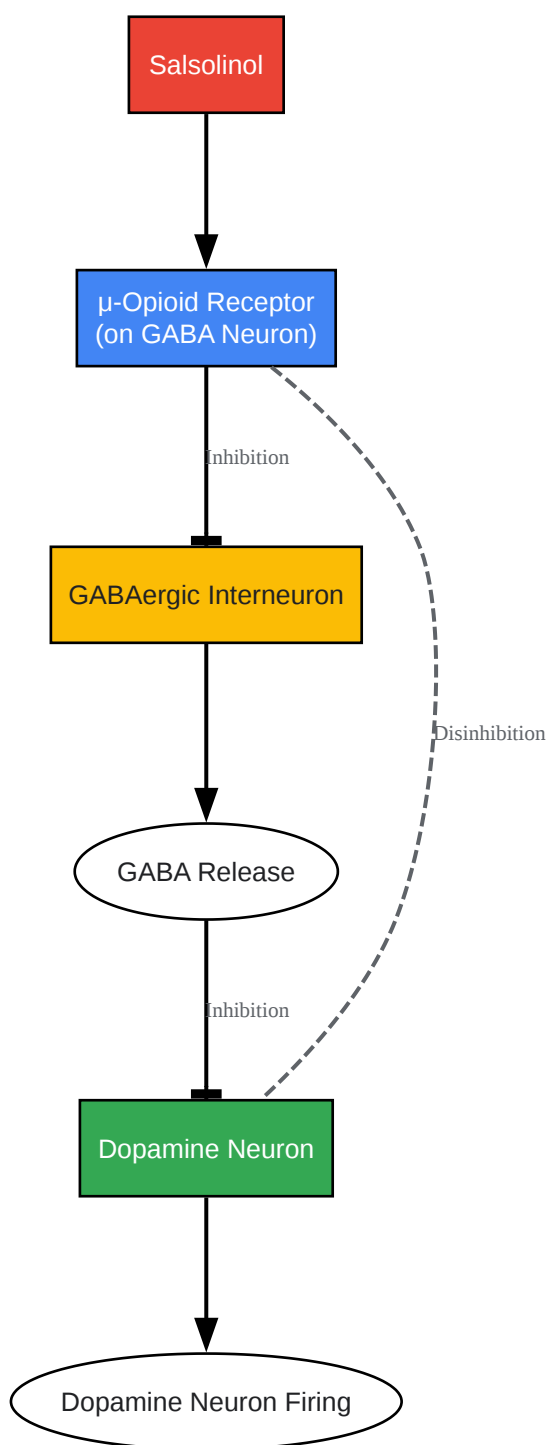 Salsolinol
μ-Opioid Receptor
(on GABA Neuron)
Inhibition
GABAergic Interneuron
Disinhibition
GABA Release
Inhibition
Dopamine Neuron
Dopamine Neuron Firing